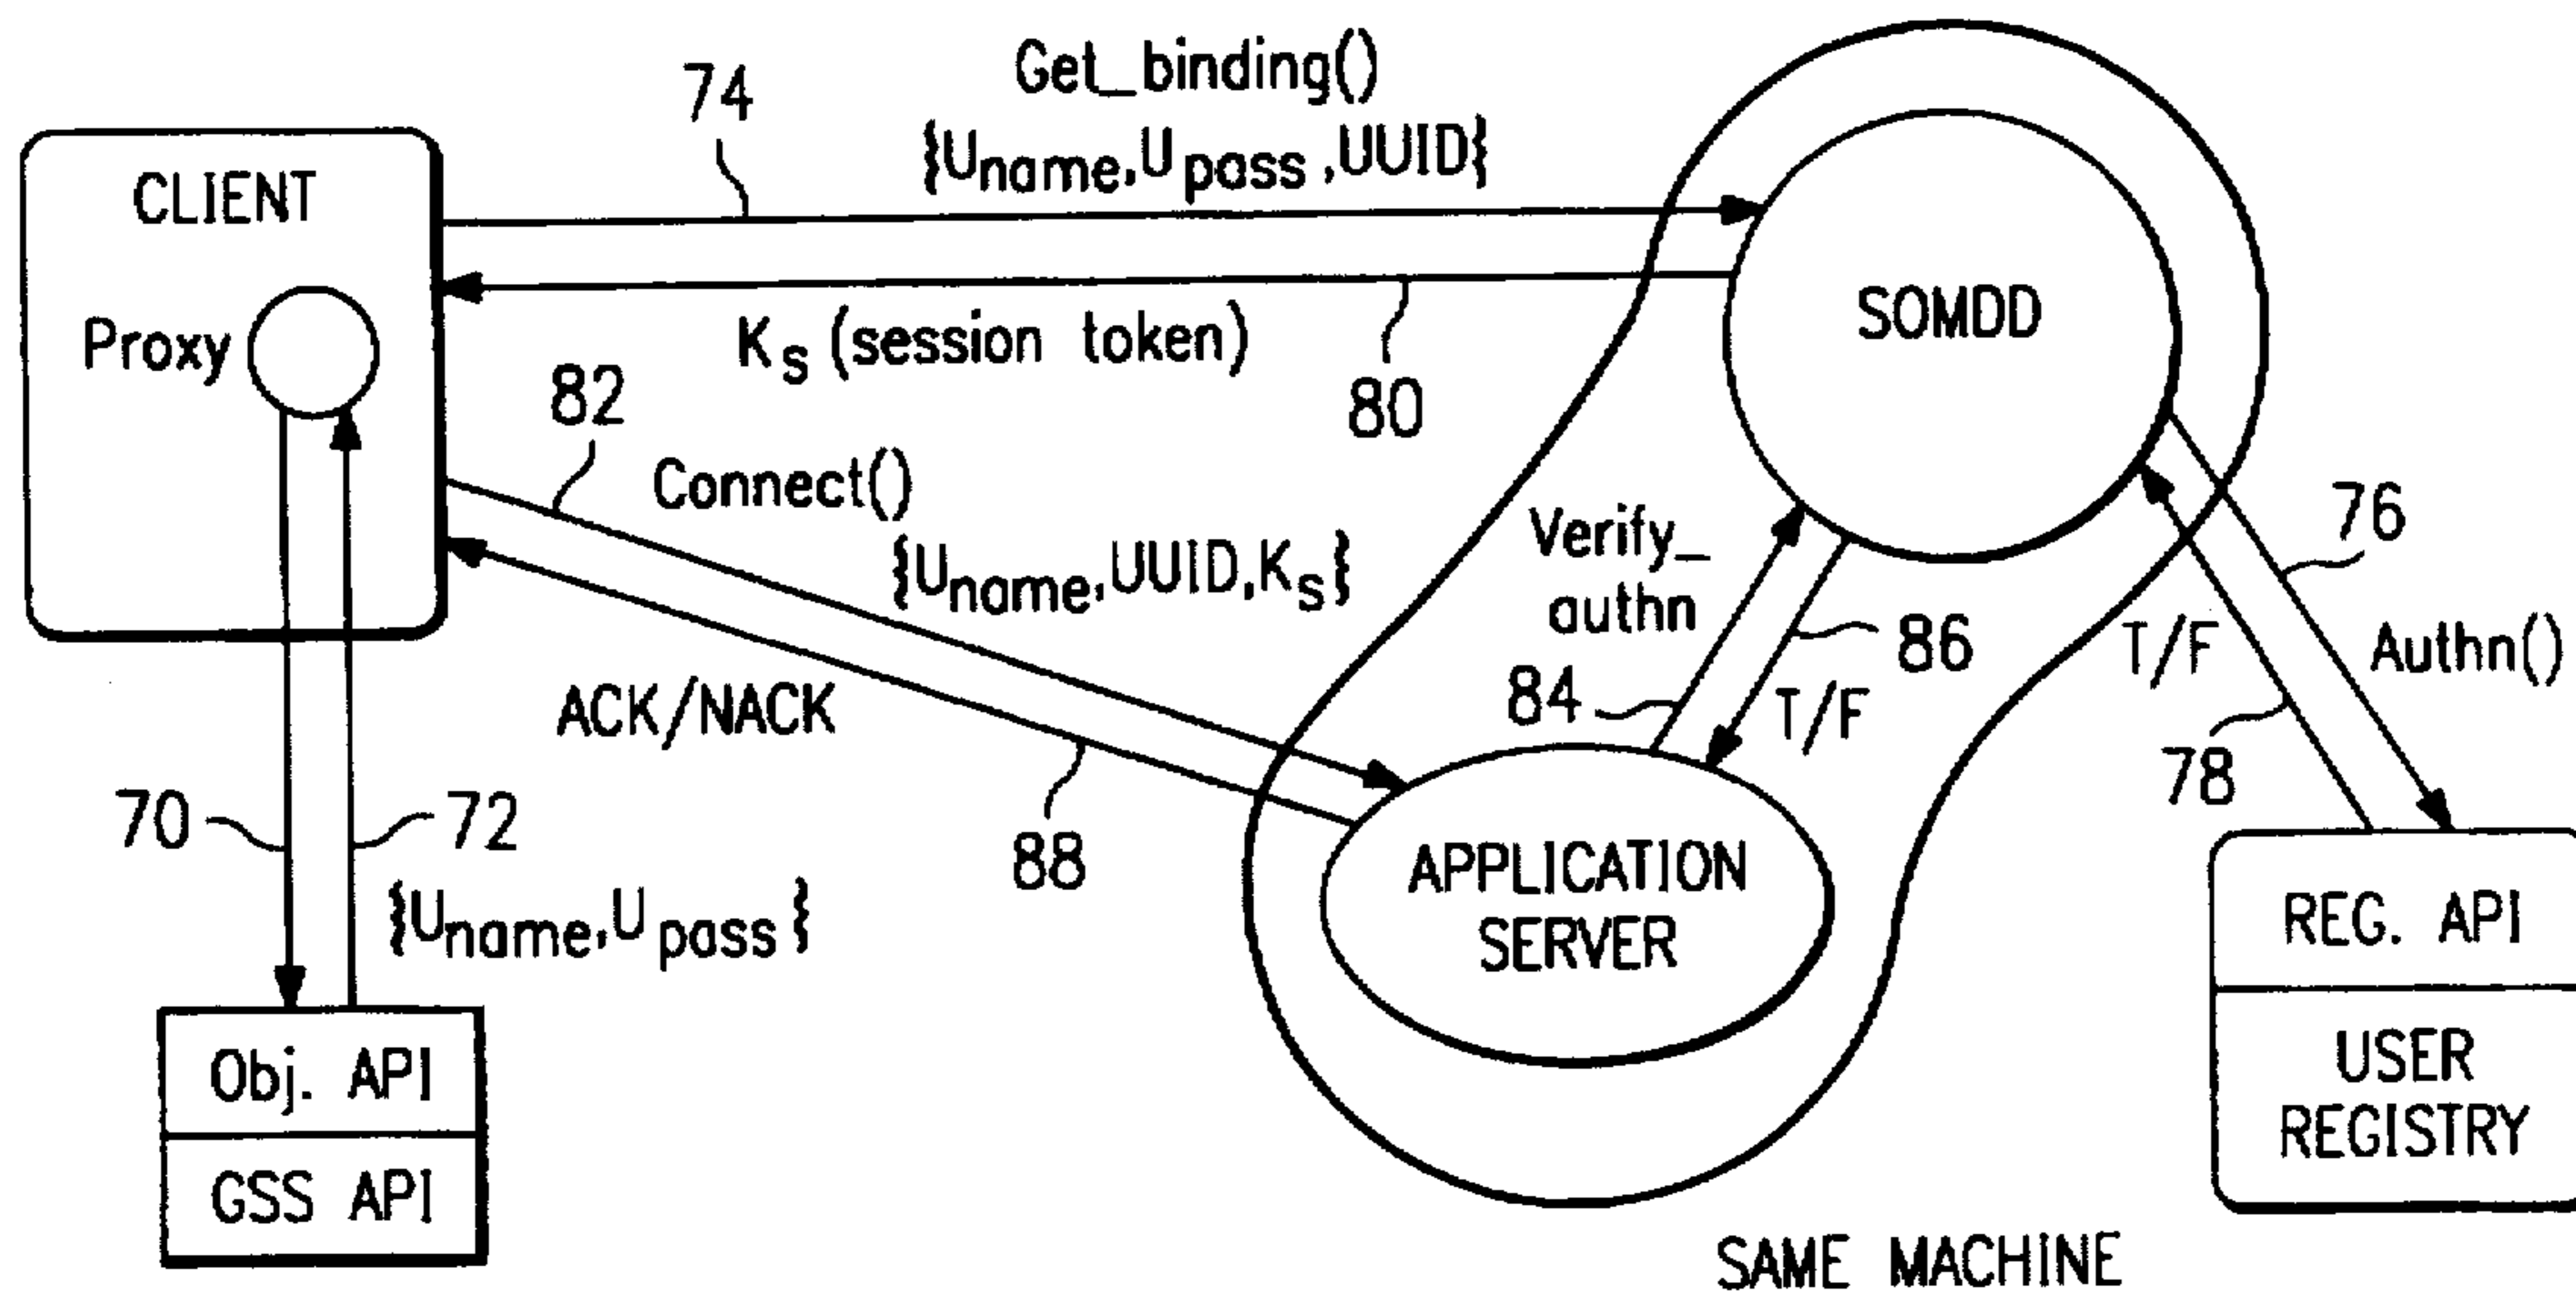 74
Get_binding()
{Uname,Upass,UUID}
CLIENT
Proxy
SOMDD
Ks (session token)
80
82
Connect()
{Uname,UUID,Ks}
Verify_
authn
76
T/F
Authn()
86
84
T/F
78
ACK/NACK
88
70
72
{Uname,Upass}
APPLICATION
SERVER
REG. API
USER
REGISTRY
Obj. API
GSS API
SAME MACHINE